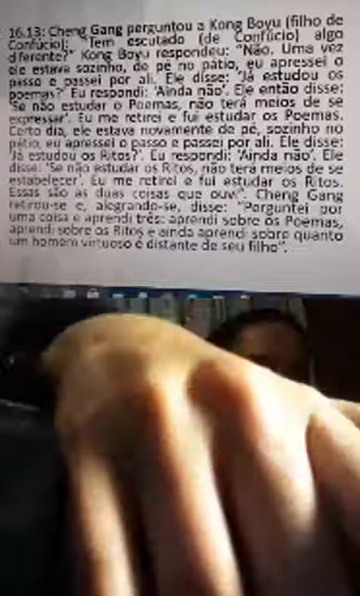 16.13: Cheng Gang perguntou a Kong Boyu (filho de
Confúcio): "Tem escutado (de Confúcio) algo
diferente?" Kong Boyu respondeu: "Não. Uma vez
ele estava sozinho, de pé no pátio, eu apressei o
passo e passei por ali. Ele disse: 'Já estudou os
poemas?' Eu respondi: 'Ainda não'. Ele então disse:
'Se não estudar o Poemas, não terá meios de se
expressar'. Eu me retirei e fui estudar os Poemas.
Certo dia, ele estava novamente de pé, sozinho no
pátio, eu apressei o passo e passei por ali. Ele disse:
'Já estudou os Ritos?'. Eu respondi: 'Ainda não'. Ele
disse: 'Se não estudar os Ritos, não terá meios de se
estabelecer'. Eu me retirei e fui estudar os Ritos.
Essas são as duas coisas que ouvi". Cheng Gang
retirou-se e, alegrando-se, disse: "Perguntei por
uma coisa e aprendi três: aprendi sobre os Poemas,
aprendi sobre os Ritos e ainda aprendi sobre quanto
um homem virtuoso é distante de seu filho".